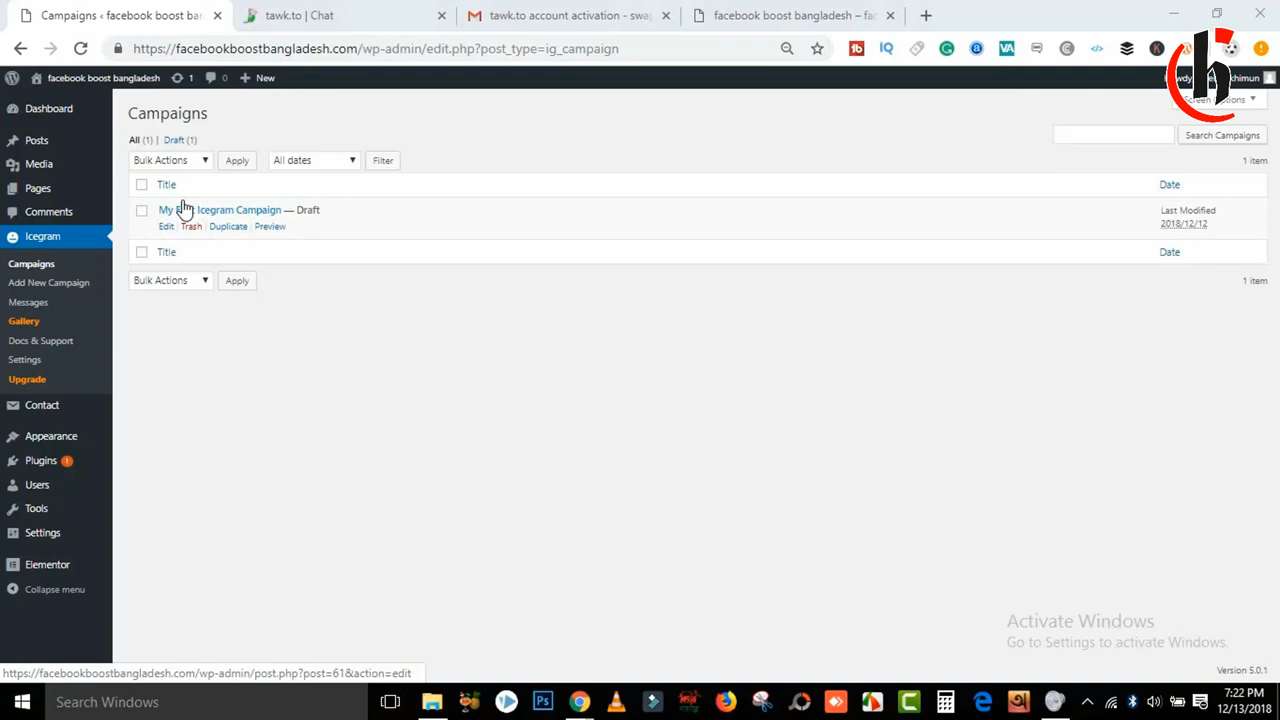 Campaigns ‹ facebook boost ban
tawk.to | Chat
tawk.to account activation - swa
facebook boost bangladesh – fac
https://facebookboostbangladesh.com/wp-admin/edit.php?post_type=ig_campaign
facebook boost bangladesh
1
0
New
Screen Options
Dashboard
Posts
Media
Pages
Comments
Icegram
Campaigns
Add New Campaign
Messages
Gallery
Docs & Support
Settings
Upgrade
Contact
Appearance
Plugins 1
Users
Tools
Settings
Elementor
Collapse menu
Campaigns
All (1) | Draft (1)
Search Campaigns
Bulk Actions
Apply
All dates
Filter
1 item
Title
Date
My Icegram Campaign — Draft
Last Modified
2018/12/12
Edit | Trash | Duplicate | Preview
Title
Date
Bulk Actions
Apply
1 item
Activate Windows
Go to Settings to activate Windows.
https://facebookboostbangladesh.com/wp-admin/post.php?post=61&action=edit
Version 5.0.1
Search Windows
7:22 PM
12/13/2018